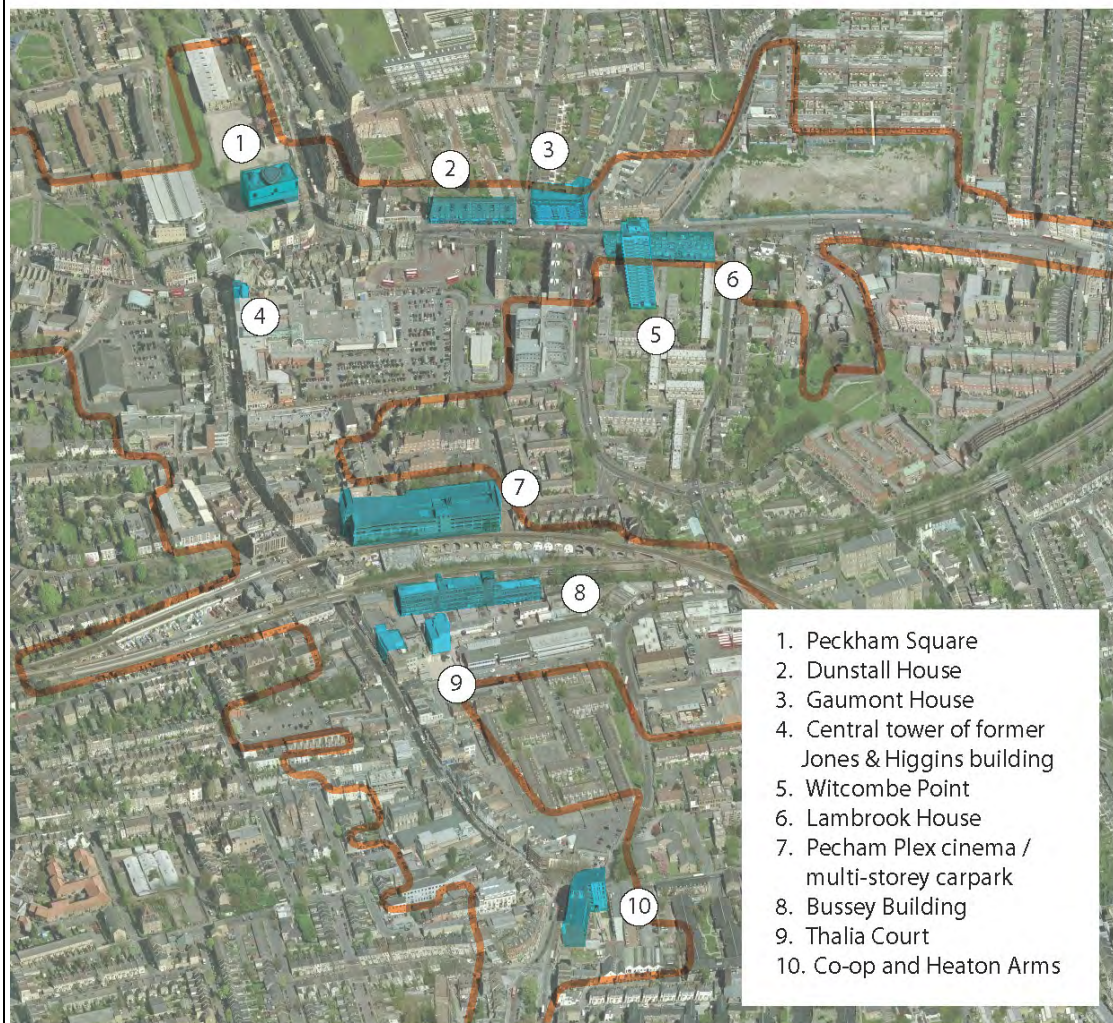 1
2
3
4
5
6
7
8
9
10
1. Peckham Square
2. Dunstall House
3. Gaumont House
4. Central tower of former
Jones & Higgins building
5. Witcombe Point
6. Lambrook House
7. Pecham Plex cinema /
multi-storey carpark
8. Bussey Building
9. Thalia Court
10. Co-op and Heaton Arms